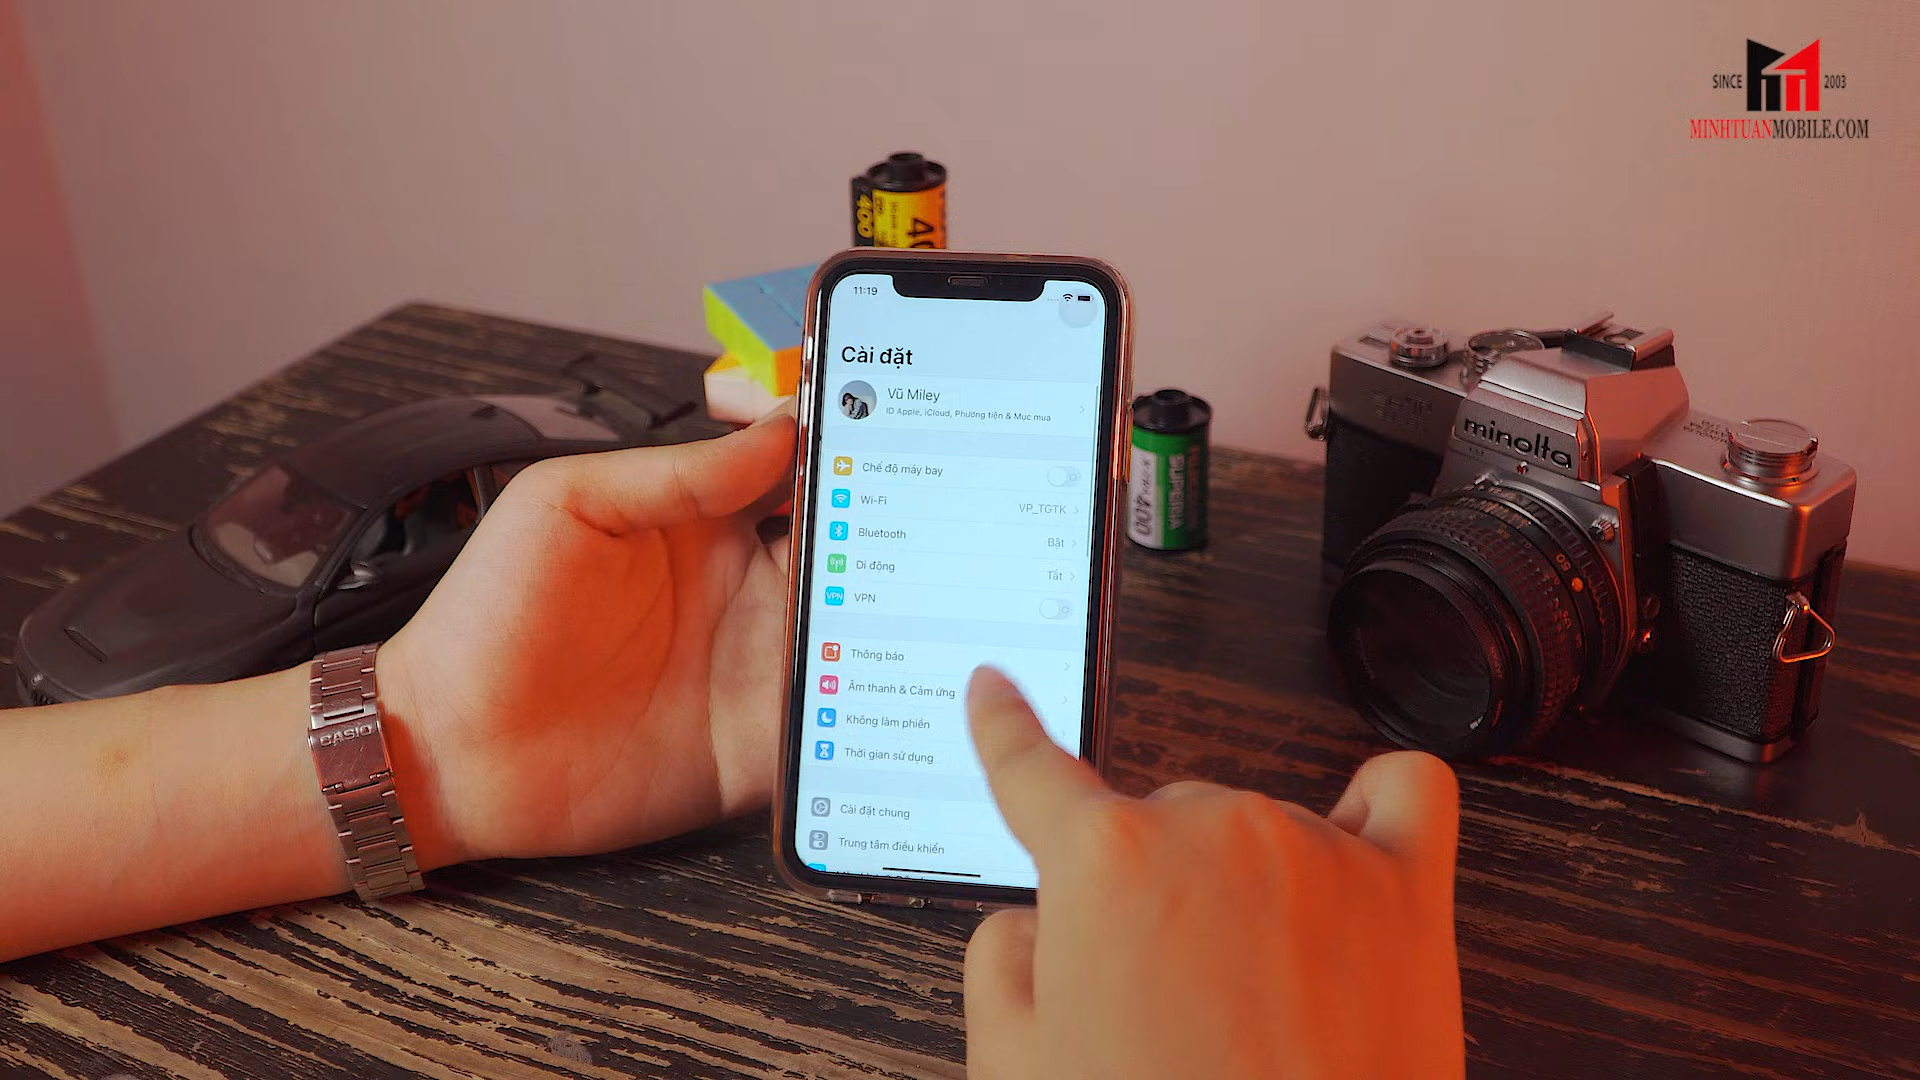 SINCE 2003
MINHTUANMOBILE.COM
400
40
11:19
Cài đặt
Vũ Miley
ID Apple, iCloud, Phương tiện & Mục mua
Chế độ máy bay
Wi-Fi VP_TGTK
Bluetooth Bật
Di động Tắt
VPN VPN
Thông báo
Âm thanh & Cảm ứng
Không làm phiền
Thời gian sử dụng
Cài đặt chung
Trung tâm điều khiển
SUPERIA
400
minolta
CASIO